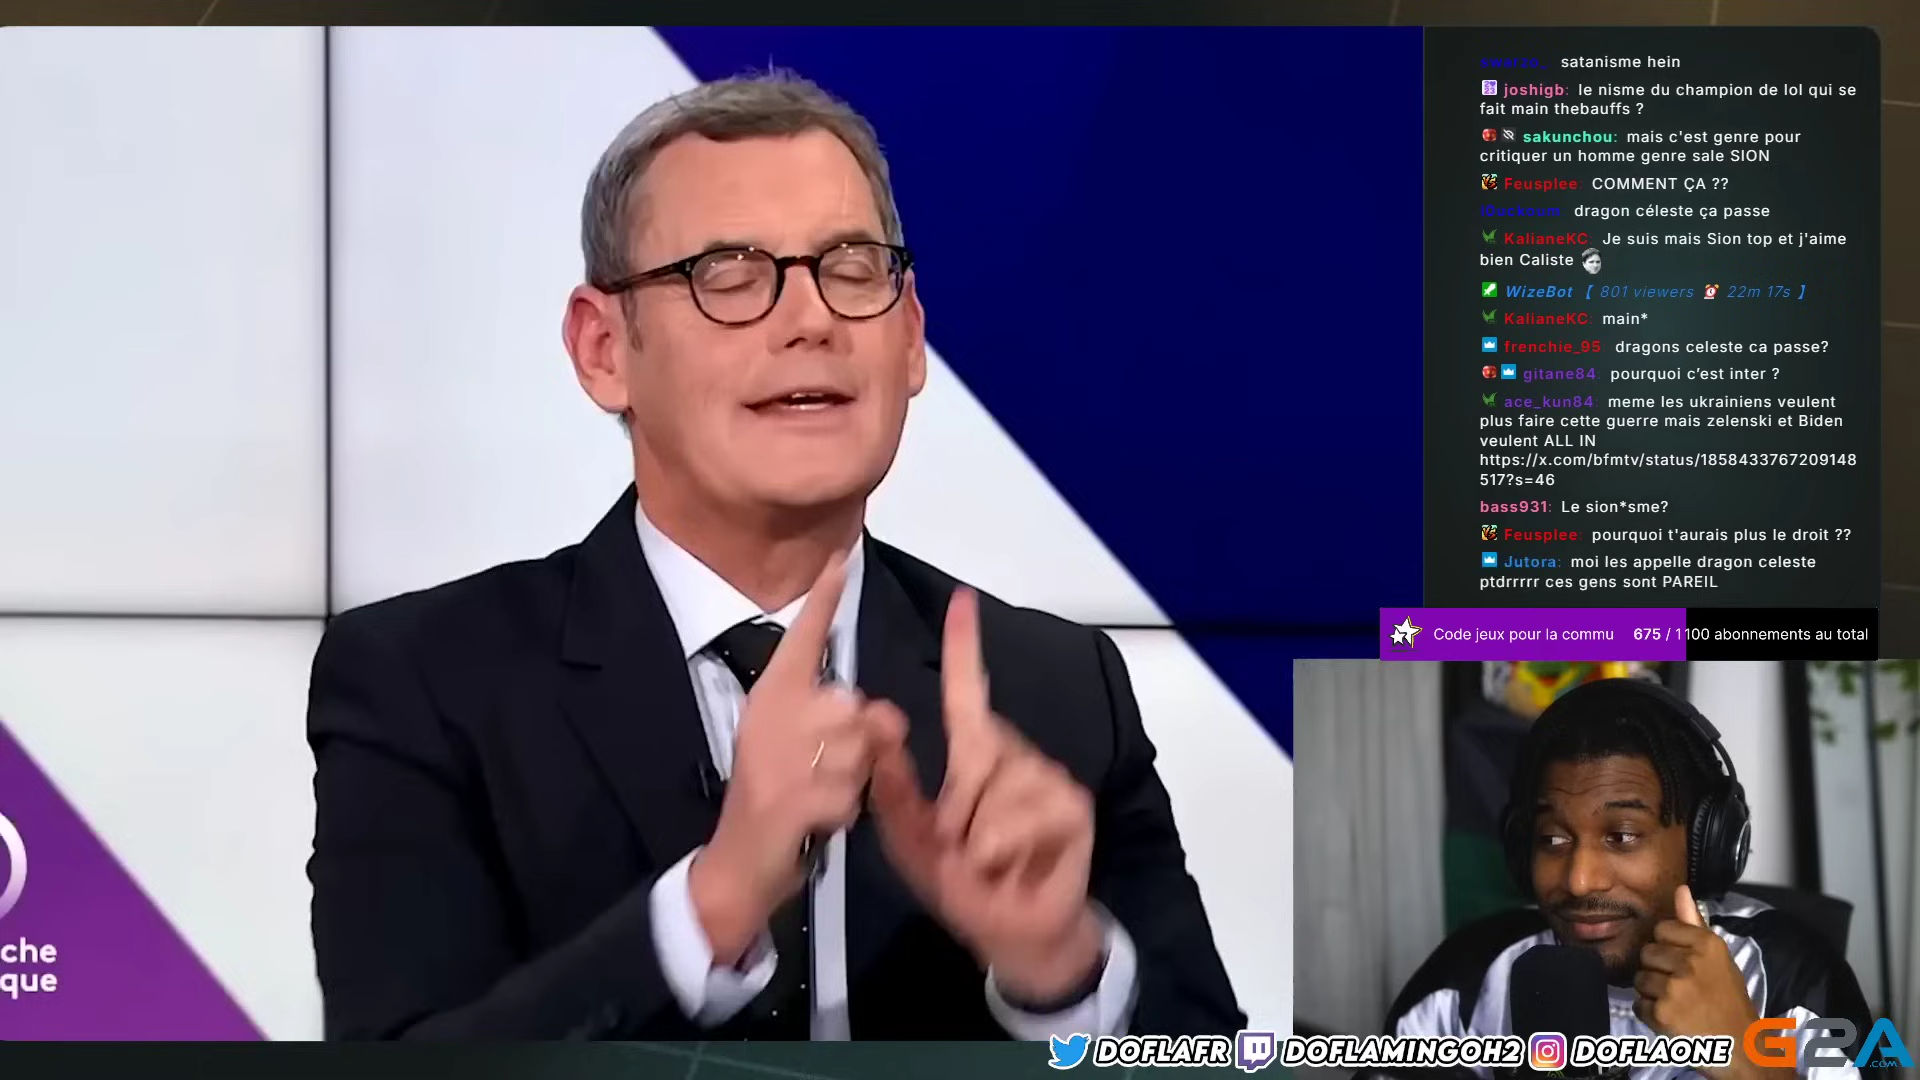 satanisme hein
joshigb: le nisme du champion de lol qui se
fait main thebauffs ?
sakunchou: mais c'est genre pour
critiquer un homme genre sale SION
Feusplee: COMMENT ÇA ??
dragon céleste ça passe
KalianeKC: Je suis mais Sion top et j'aime
bien Caliste
WizeBot 【 801 viewers ⏰ 22m 17s 】
KalianeKC: main*
frenchie_95: dragons celeste ca passe?
gitane84: pourquoi c’est inter ?
ace_kun84: meme les ukrainiens veulent
plus faire cette guerre mais zelenski et Biden
veulent ALL IN
https://x.com/bfmtv/status/1858433767209148
517?s=46
bass931: Le sion*sme?
Feusplee: pourquoi t'aurais plus le droit ??
Jutora: moi les appelle dragon celeste
ptdrrrrr ces gens sont PAREIL
Code jeux pour la commu 675 / 1100 abonnements au total
che
que
DOFLAFR DOFLAMINGOH2 DOFLAONE G2A
.COM